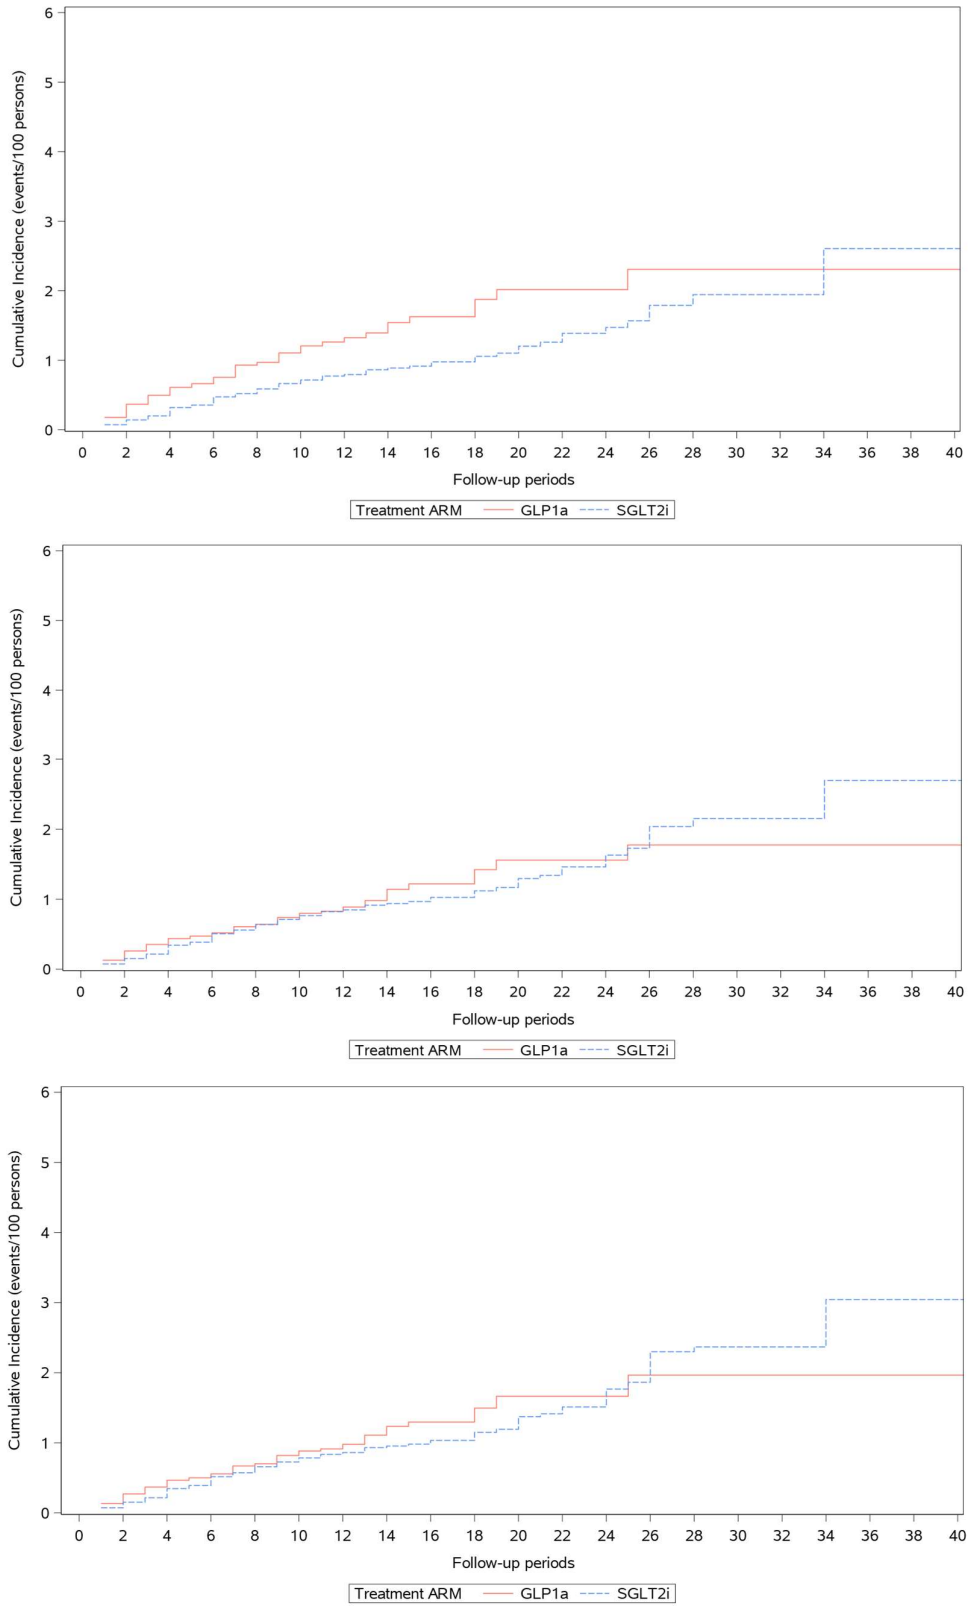 Cumulative Incidence (events/100 persons)
6
5
4
3
2
1
0
0 2 4 6 8 10 12 14 16 18 20 22 24 26 28 30 32 34 36 38 40
Follow-up periods
Treatment ARM GLP1a SGLT2i
Cumulative Incidence (events/100 persons)
6
5
4
3
2
1
0
0 2 4 6 8 10 12 14 16 18 20 22 24 26 28 30 32 34 36 38 40
Follow-up periods
Treatment ARM GLP1a SGLT2i
Cumulative Incidence (events/100 persons)
6
5
4
3
2
1
0
0 2 4 6 8 10 12 14 16 18 20 22 24 26 28 30 32 34 36 38 40
Follow-up periods
Treatment ARM GLP1a SGLT2i